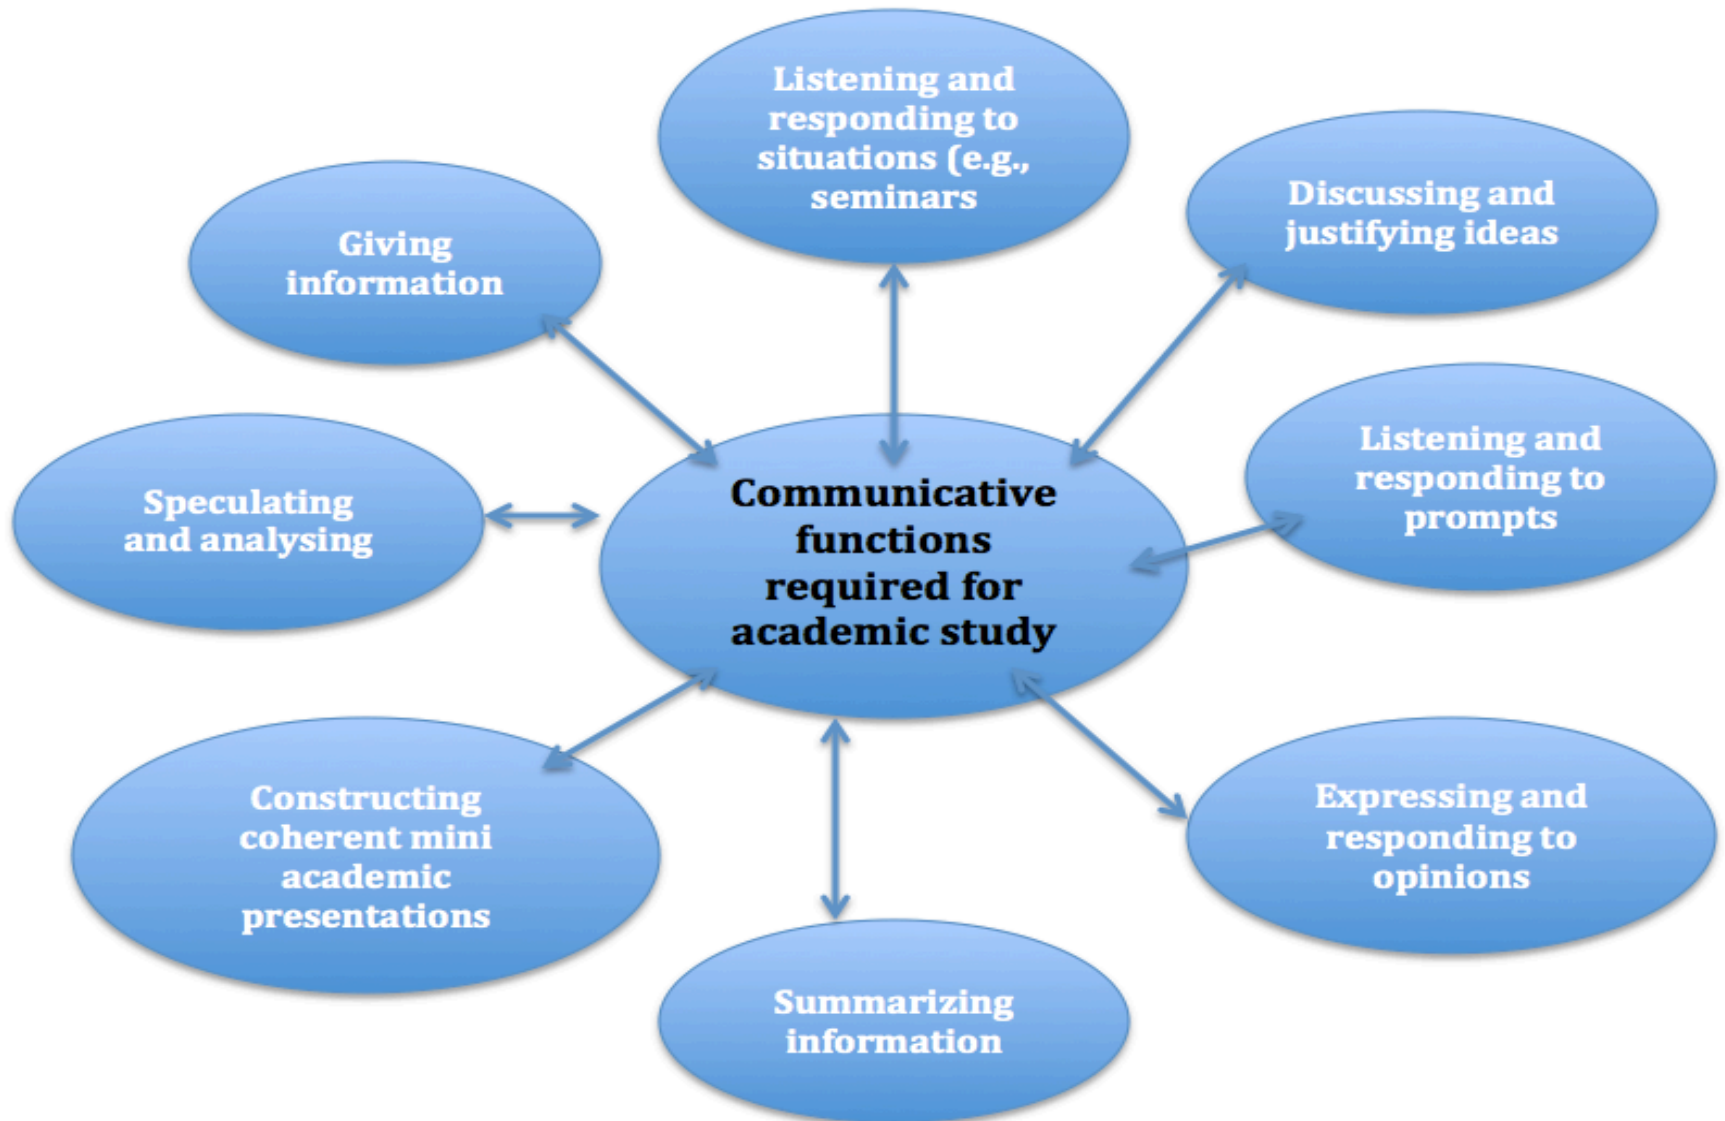 Listening and
responding to
situations (e.g.,
seminars
Discussing and
justifying ideas
Giving
information
Listening and
responding to
prompts
Speculating
and analysing
Communicative
functions
required for
academic study
Constructing
coherent mini
academic
presentations
Expressing and
responding to
opinions
Summarizing
information